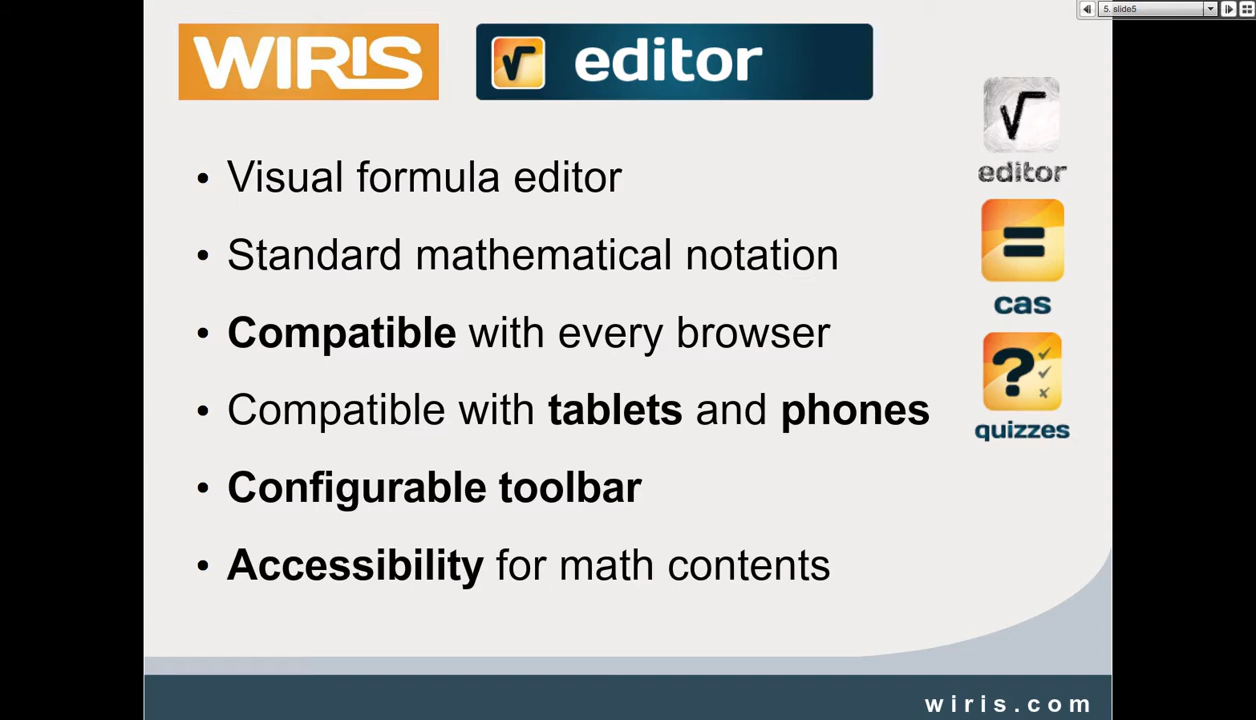 5. slide5
WIRIS editor
editor
• Visual formula editor
• Standard mathematical notation
cas
• Compatible with every browser
• Compatible with tablets and phones
quizzes
• Configurable toolbar
• Accessibility for math contents
wiris.com